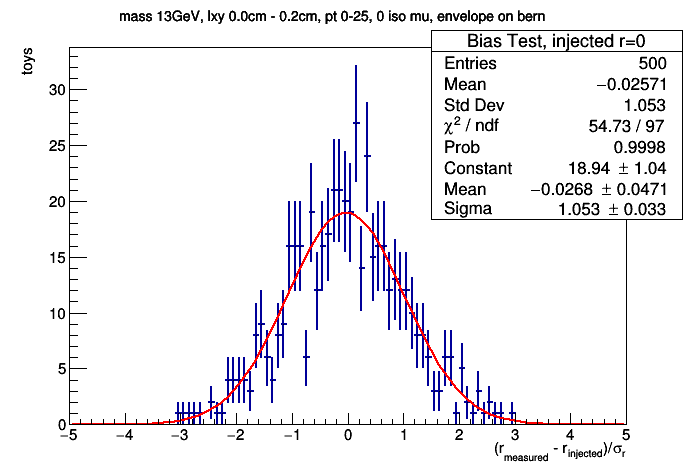 mass 13GeV, lxy 0.0cm - 0.2cm, pt 0-25, 0 iso mu, envelope on bern
Bias Test, injected r=0
Entries 500
Mean −0.02571
Std Dev 1.053
χ² / ndf 54.73 / 97
Prob 0.9998
Constant 18.94 ± 1.04
Mean −0.0268 ± 0.0471
Sigma 1.053 ± 0.033
toys
30
25
20
15
10
5
0
−5 −4 −3 −2 −1 0 1 2 3 4 5
(r_measured - r_injected)/σ_r